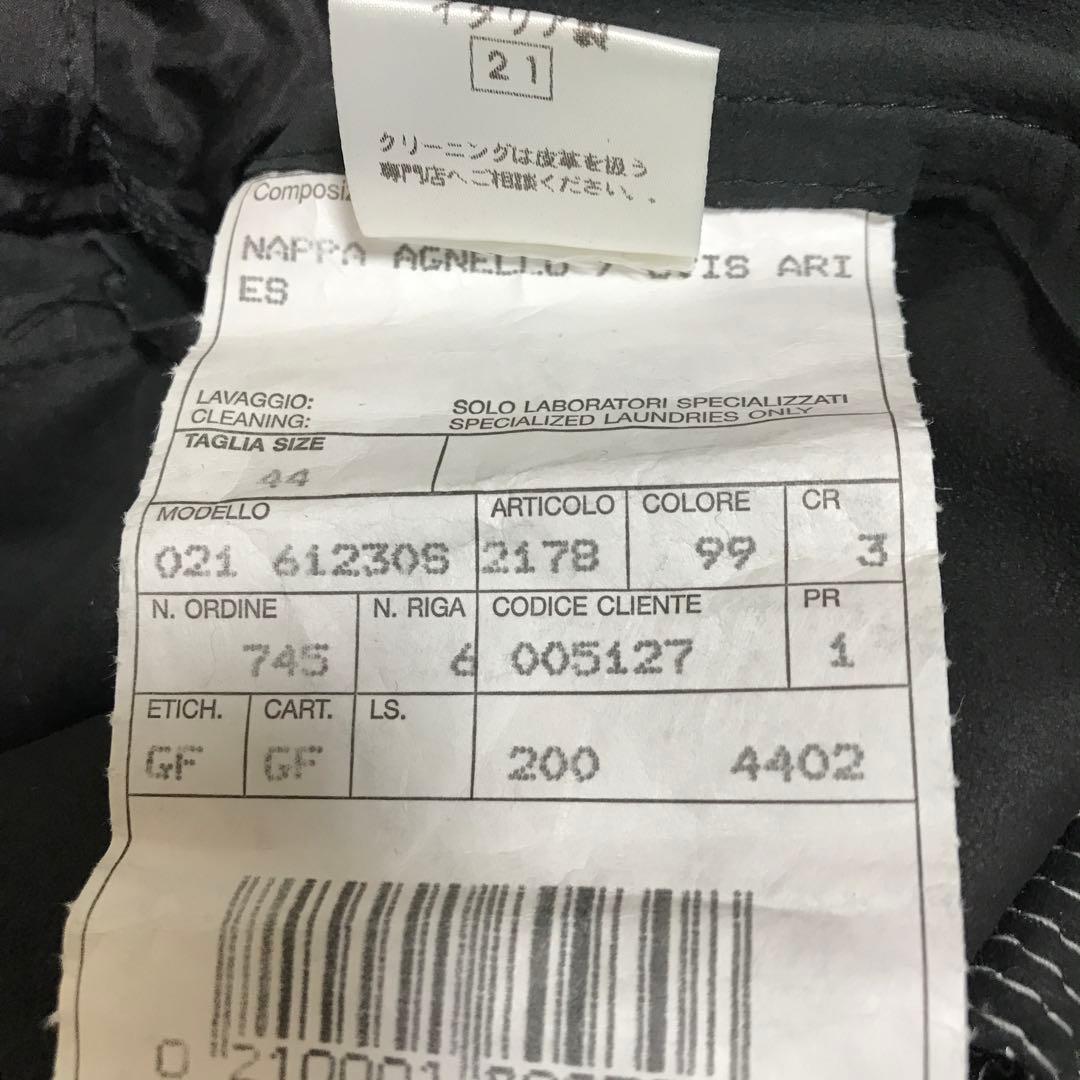 イタリア製
21
クリーニングは皮革を扱う
専門店へご相談ください。.
Composiz
NAPPA AGNELLO / OVIS ARI
ES
LAVAGGIO:
CLEANING:
SOLO LABORATORI SPECIALIZZATI
SPECIALIZED LAUNDRIES ONLY
TAGLIA SIZE
44
MODELLO ARTICOLO COLORE CR
021 61230S 2178 99 3
N. ORDINE N. RIGA CODICE CLIENTE PR
745 6 005127 1
ETICH. CART. LS.
GF GF 200 4402
0 210001